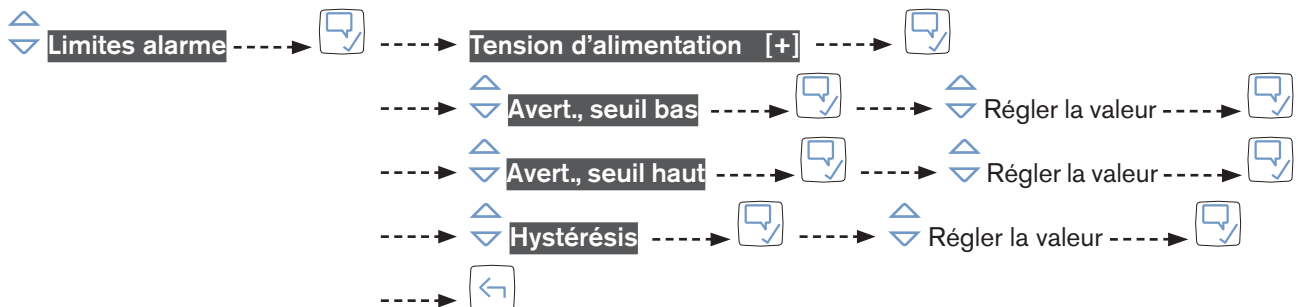 Limites alarme Tension d’alimentation [+]
Avert., seuil bas Régler la valeur
Avert., seuil haut Régler la valeur
Hystérésis Régler la valeur